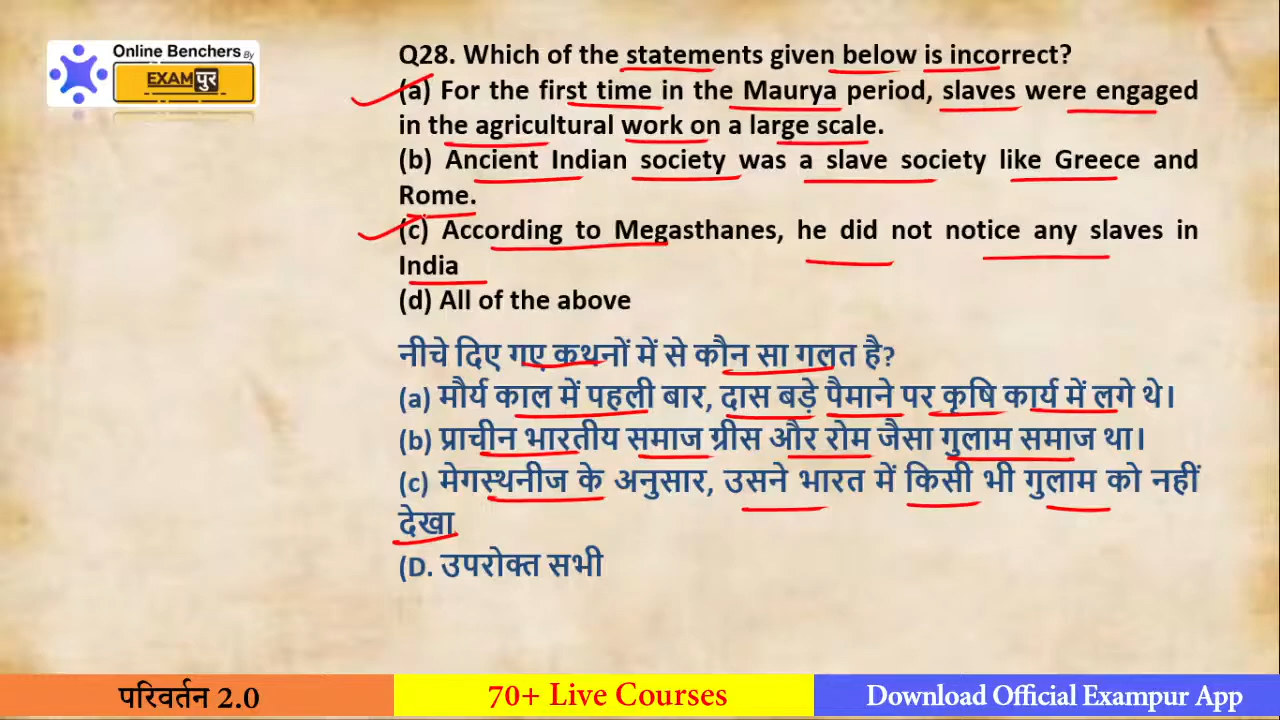 Online Benchers By
EXAMपुर
Q28. Which of the statements given below is incorrect?
(a) For the first time in the Maurya period, slaves were engaged
in the agricultural work on a large scale.
(b) Ancient Indian society was a slave society like Greece and
Rome.
(c) According to Megasthanes, he did not notice any slaves in
India
(d) All of the above
नीचे दिए गए कथनों में से कौन सा गलत है?
(a) मौर्य काल में पहली बार, दास बड़े पैमाने पर कृषि कार्य में लगे थे।
(b) प्राचीन भारतीय समाज ग्रीस और रोम जैसा गुलाम समाज था।
(c) मेगस्थनीज के अनुसार, उसने भारत में किसी भी गुलाम को नहीं
देखा
(D. उपरोक्त सभी
परिवर्तन 2.0
70+ Live Courses
Download Official Exampur App